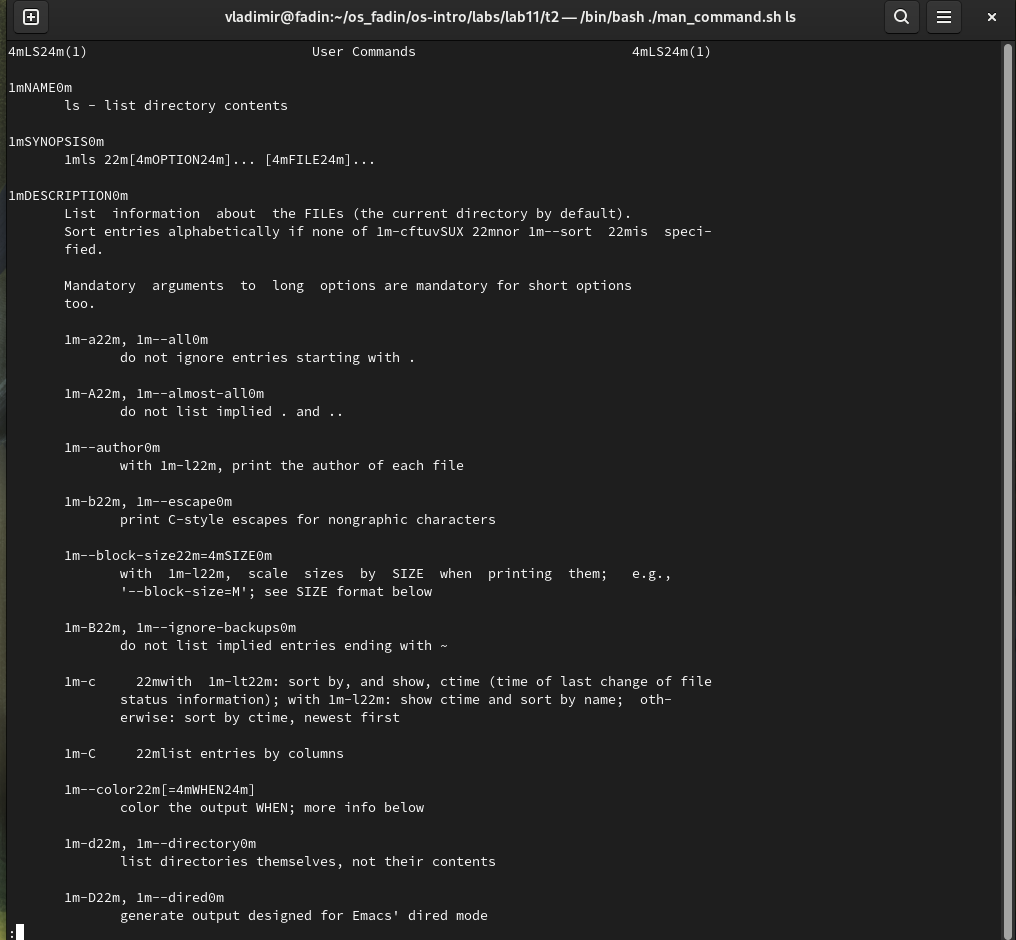 vladimir@fadin:~/os_fadin/os-intro/labs/lab11/t2 — /bin/bash ./man_command.sh ls
4mLS24m(1)                            User Commands                           4mLS24m(1)
1mNAME0m
       ls - list directory contents
1mSYNOPSIS0m
       1mls 22m[4mOPTION24m]... [4mFILE24m]...
1mDESCRIPTION0m
       List  information  about  the FILEs (the current directory by default).
       Sort entries alphabetically if none of 1m-cftuvSUX 22mnor 1m--sort  22mis  speci-
       fied.
       Mandatory  arguments  to  long  options are mandatory for short options
       too.
       1m-a22m, 1m--all0m
              do not ignore entries starting with .
       1m-A22m, 1m--almost-all0m
              do not list implied . and ..
       1m--author0m
              with 1m-l22m, print the author of each file
       1m-b22m, 1m--escape0m
              print C-style escapes for nongraphic characters
       1m--block-size22m=4mSIZE0m
              with  1m-l22m,  scale  sizes  by  SIZE  when  printing  them;   e.g.,
              '--block-size=M'; see SIZE format below
       1m-B22m, 1m--ignore-backups0m
              do not list implied entries ending with ~
       1m-c     22mwith  1m-lt22m: sort by, and show, ctime (time of last change of file
              status information); with 1m-l22m: show ctime and sort by name;  oth-
              erwise: sort by ctime, newest first
       1m-C     22mlist entries by columns
       1m--color22m[=4mWHEN24m]
              color the output WHEN; more info below
       1m-d22m, 1m--directory0m
              list directories themselves, not their contents
       1m-D22m, 1m--dired0m
              generate output designed for Emacs' dired mode
: